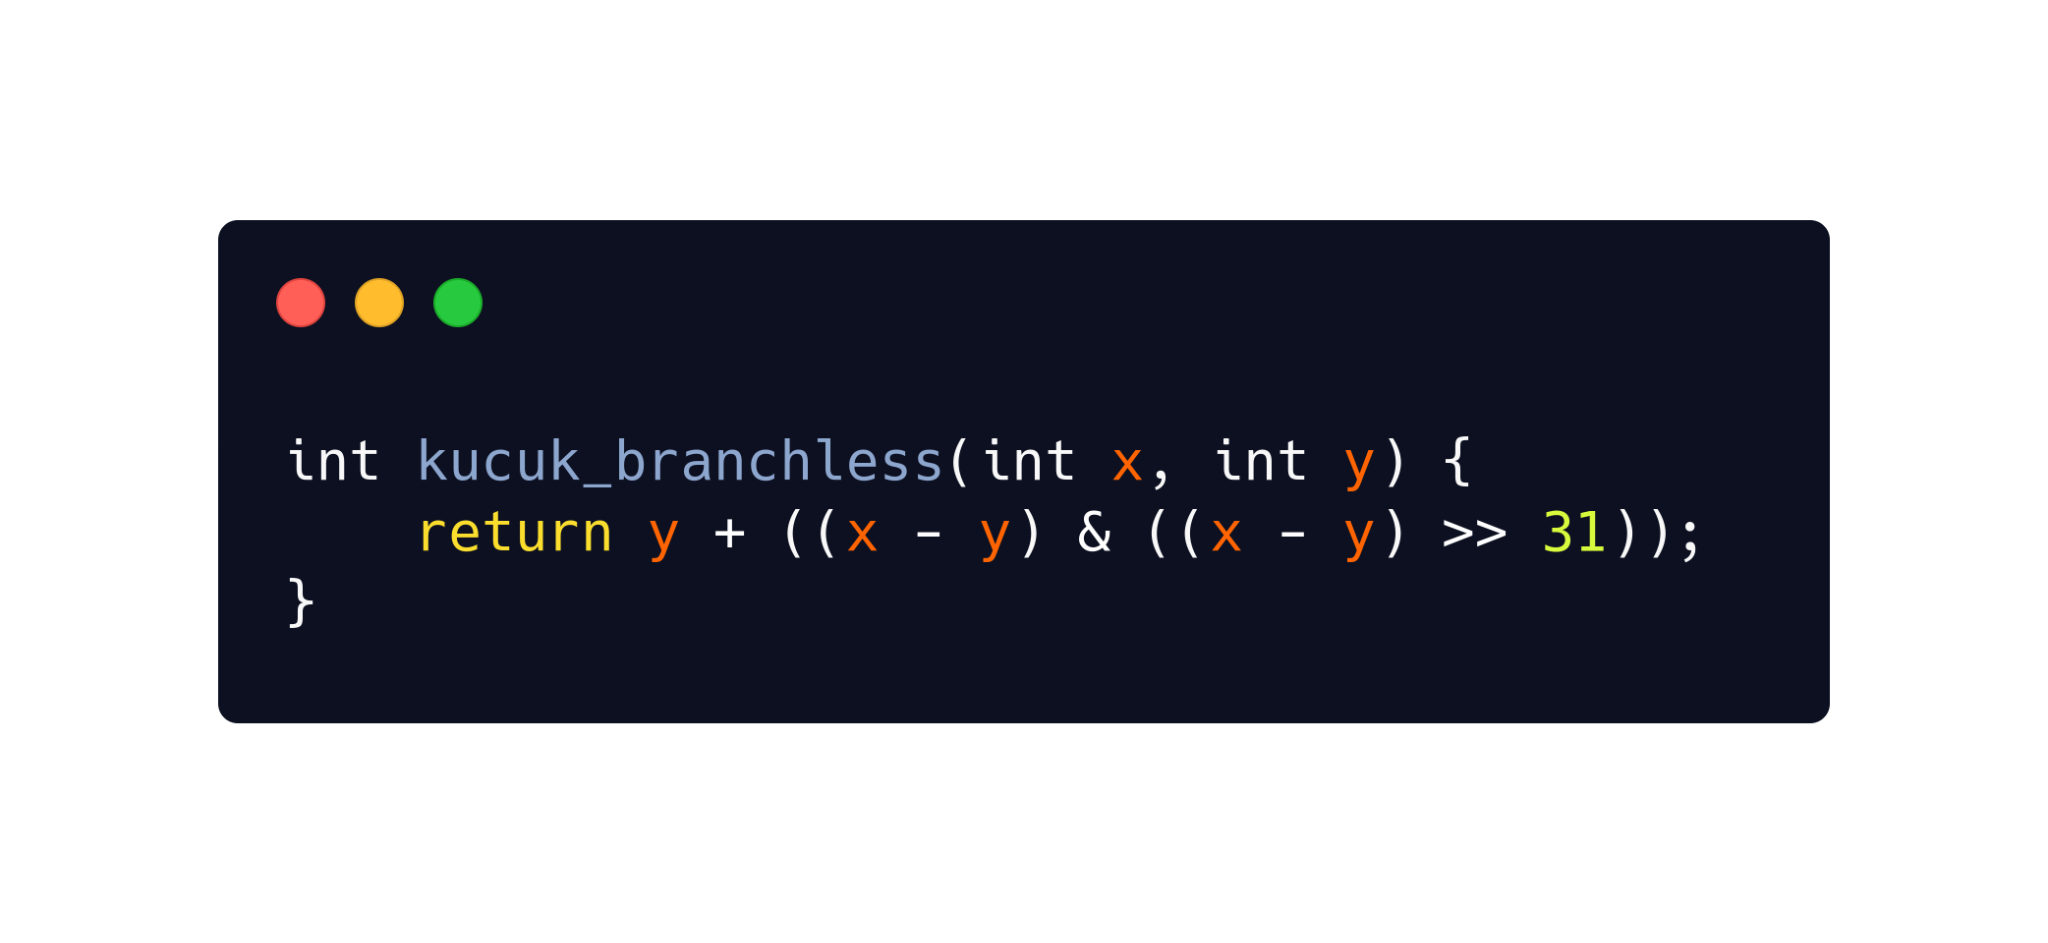 int kucuk_branchless(int x, int y) {
    return y + ((x - y) & ((x - y) >> 31));
}